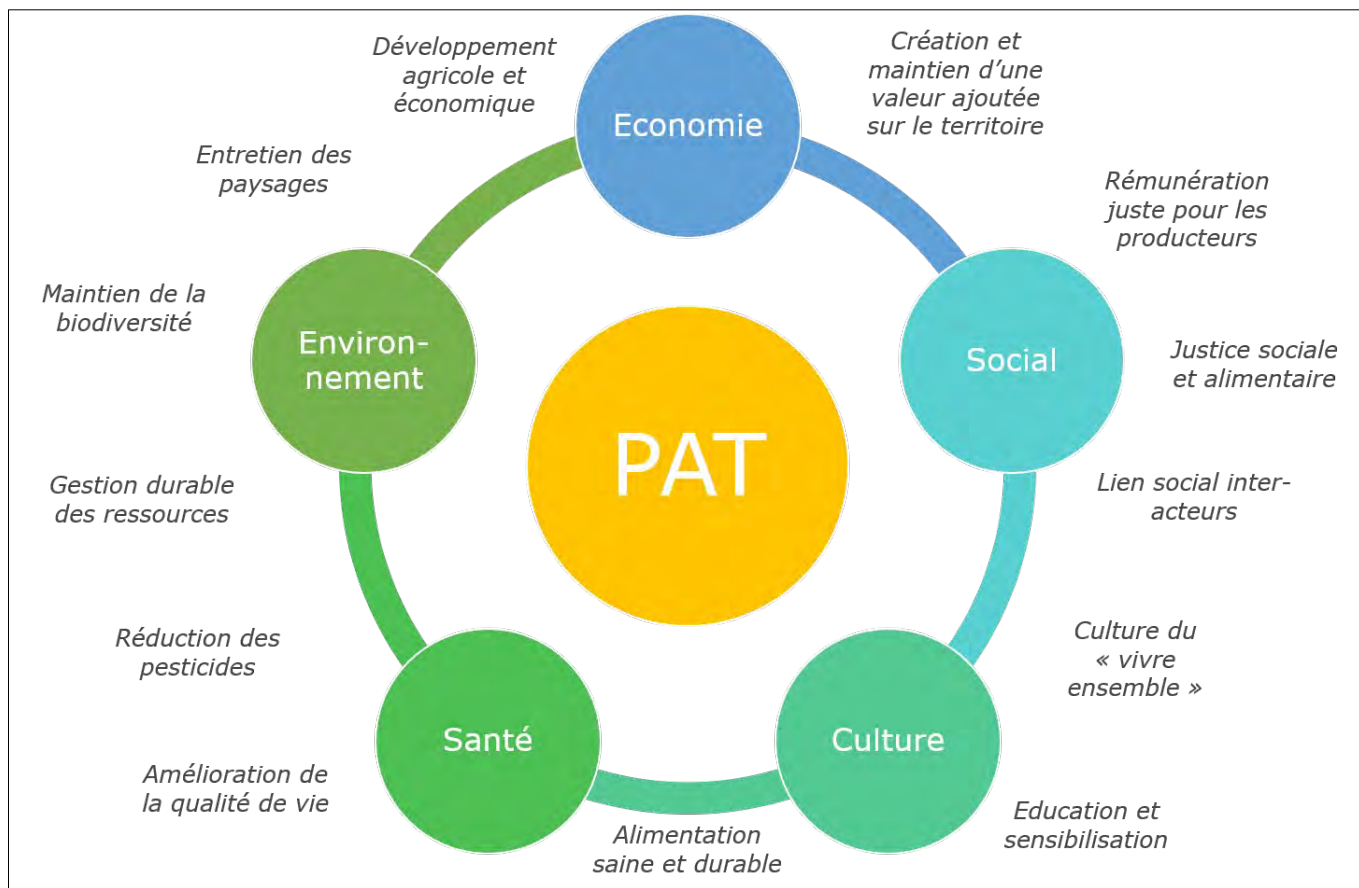 Développement
agricole et
économique
Economie
Création et
maintien d’une
valeur ajoutée
sur le territoire
Entretien des
paysages
Rémunération
juste pour les
producteurs
Maintien de la
biodiversité
Environ-
nement
Social
Justice sociale
et alimentaire
PAT
Gestion durable
des ressources
Lien social inter-
acteurs
Réduction des
pesticides
Culture du
« vivre
ensemble »
Santé
Culture
Amélioration de
la qualité de vie
Alimentation
saine et durable
Education et
sensibilisation